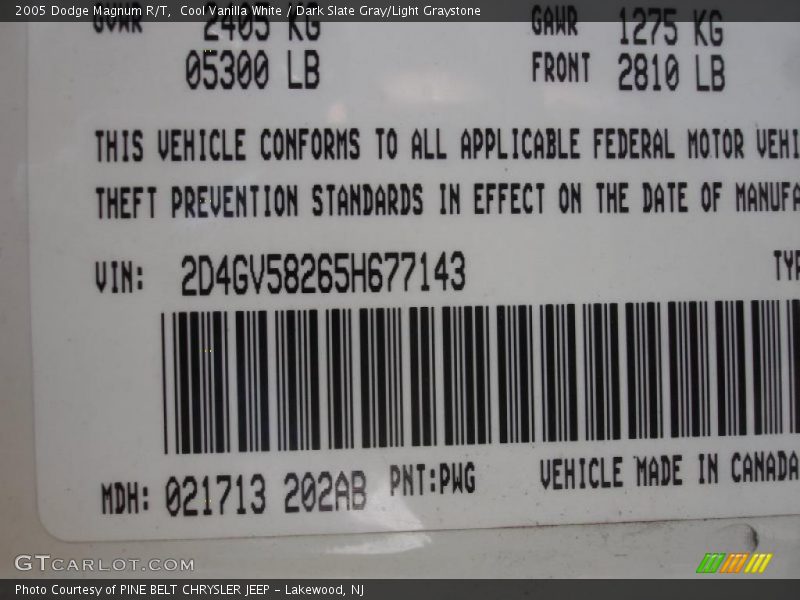 2005 Dodge Magnum R/T, Cool Vanilla White / Dark Slate Gray/Light Graystone
GVWR 2405 KG GAWR 1275 KG
05300 LB FRONT 2810 LB
THIS VEHICLE CONFORMS TO ALL APPLICABLE FEDERAL MOTOR VEHI
THEFT PREVENTION STANDARDS IN EFFECT ON THE DATE OF MANUFA
VIN: 2D4GV58265H677143 TYP
MDH: 021713 202AB PNT:PWG VEHICLE MADE IN CANADA
GTCARLOT.COM
Photo Courtesy of PINE BELT CHRYSLER JEEP - Lakewood, NJ